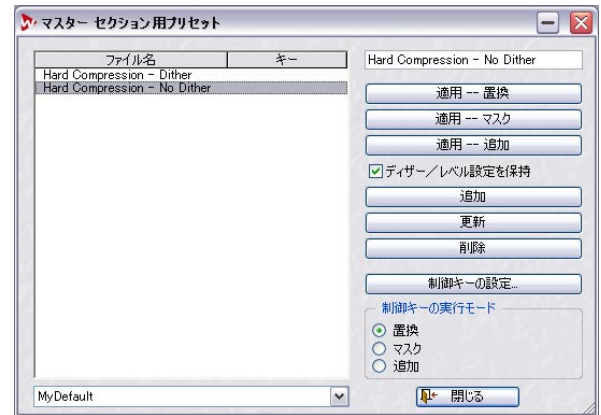 マスター セクション用プリセット
ファイル名 キー
Hard Compression - Dither
Hard Compression - No Dither
MyDefault
Hard Compression - No Dither
適用 -- 置換
適用 -- マスク
適用 -- 追加
ディザー／レベル設定を保持
追加
更新
削除
制御キーの設定...
制御キーの実行モード
置換
マスク
追加
閉じる